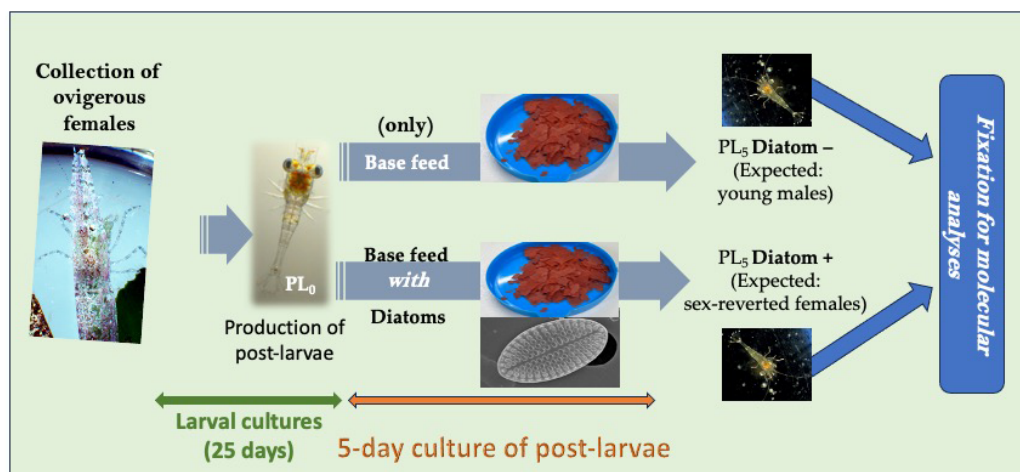 Collection of
ovigerous
females
PL0
Production of
post-larvae
(only)
Base feed
Base feed
with
Diatoms
PL5 Diatom –
(Expected:
young males)
PL5 Diatom +
(Expected:
sex-reverted females)
Fixation for molecular
analyses
Larval cultures
(25 days)
5-day culture of post-larvae